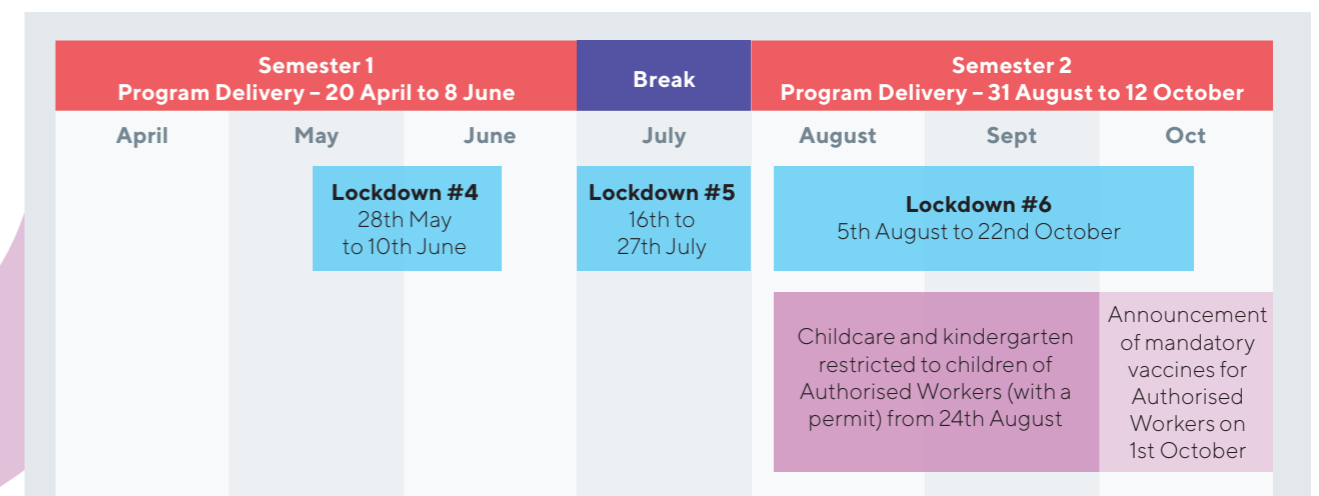 Semester 1
Program Delivery – 20 April to 8 June
Break
Semester 2
Program Delivery – 31 August to 12 October
April
May
June
July
August
Sept
Oct
Lockdown #4
28th May
to 10th June
Lockdown #5
16th to
27th July
Lockdown #6
5th August to 22nd October
Childcare and kindergarten
restricted to children of
Authorised Workers (with a
permit) from 24th August
Announcement
of mandatory
vaccines for
Authorised
Workers on
1st October